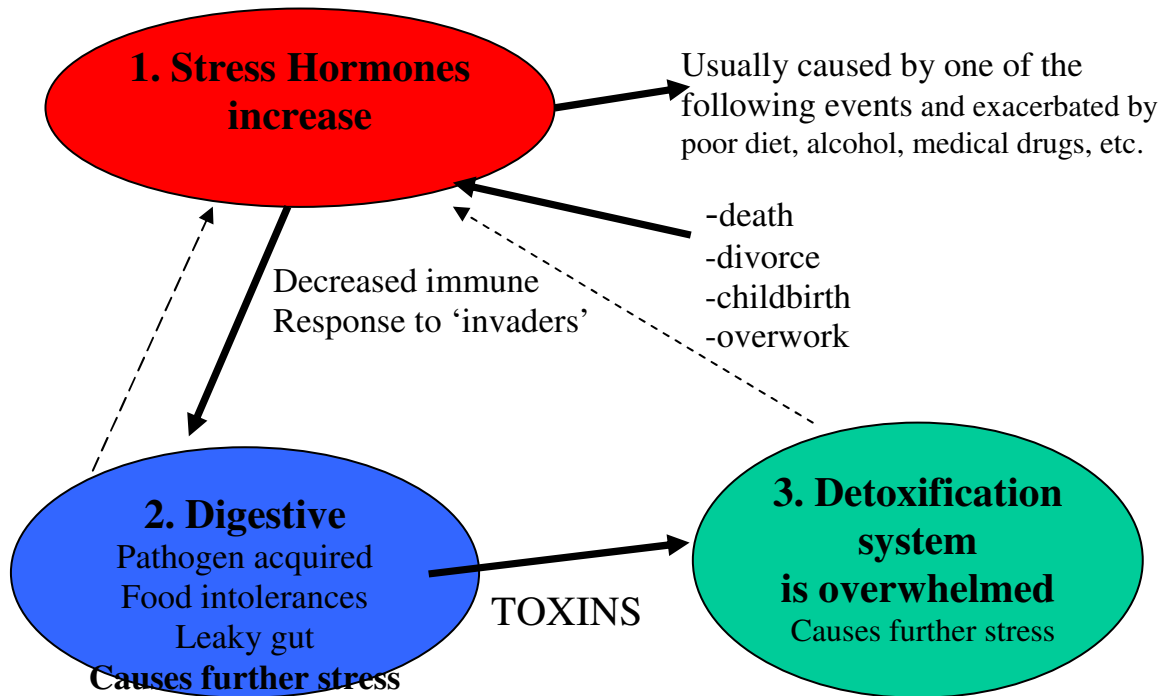 1. Stress Hormones
increase
Usually caused by one of the
following events and exacerbated by
poor diet, alcohol, medical drugs, etc.
-death
-divorce
-childbirth
-overwork
Decreased immune
Response to ‘invaders’
2. Digestive
Pathogen acquired
Food intolerances
Leaky gut
Causes further stress
TOXINS
3. Detoxification
system
is overwhelmed
Causes further stress